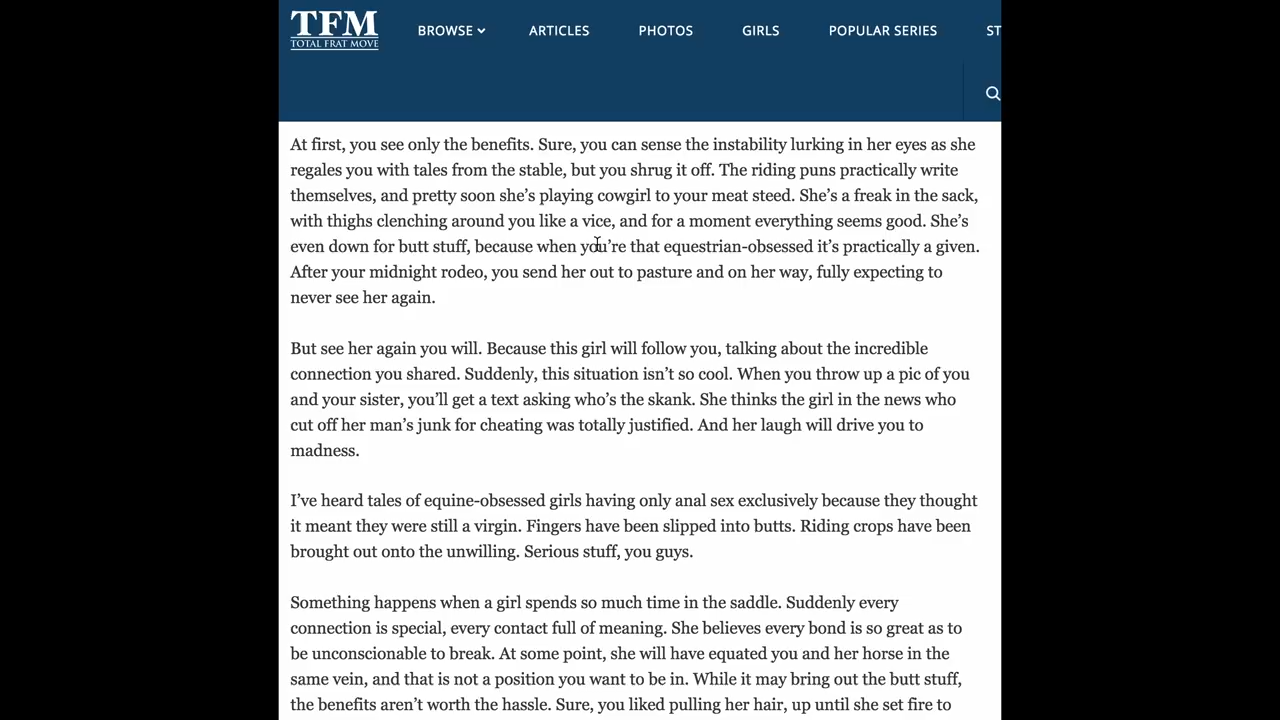 TFM
TOTAL FRAT MOVE
BROWSE
ARTICLES
PHOTOS
GIRLS
POPULAR SERIES
ST
At first, you see only the benefits. Sure, you can sense the instability lurking in her eyes as she
regales you with tales from the stable, but you shrug it off. The riding puns practically write
themselves, and pretty soon she’s playing cowgirl to your meat steed. She’s a freak in the sack,
with thighs clenching around you like a vice, and for a moment everything seems good. She’s
even down for butt stuff, because when you’re that equestrian-obsessed it’s practically a given.
After your midnight rodeo, you send her out to pasture and on her way, fully expecting to
never see her again.
But see her again you will. Because this girl will follow you, talking about the incredible
connection you shared. Suddenly, this situation isn’t so cool. When you throw up a pic of you
and your sister, you’ll get a text asking who’s the skank. She thinks the girl in the news who
cut off her man’s junk for cheating was totally justified. And her laugh will drive you to
madness.
I’ve heard tales of equine-obsessed girls having only anal sex exclusively because they thought
it meant they were still a virgin. Fingers have been slipped into butts. Riding crops have been
brought out onto the unwilling. Serious stuff, you guys.
Something happens when a girl spends so much time in the saddle. Suddenly every
connection is special, every contact full of meaning. She believes every bond is so great as to
be unconscionable to break. At some point, she will have equated you and her horse in the
same vein, and that is not a position you want to be in. While it may bring out the butt stuff,
the benefits aren’t worth the hassle. Sure, you liked pulling her hair, up until she set fire to